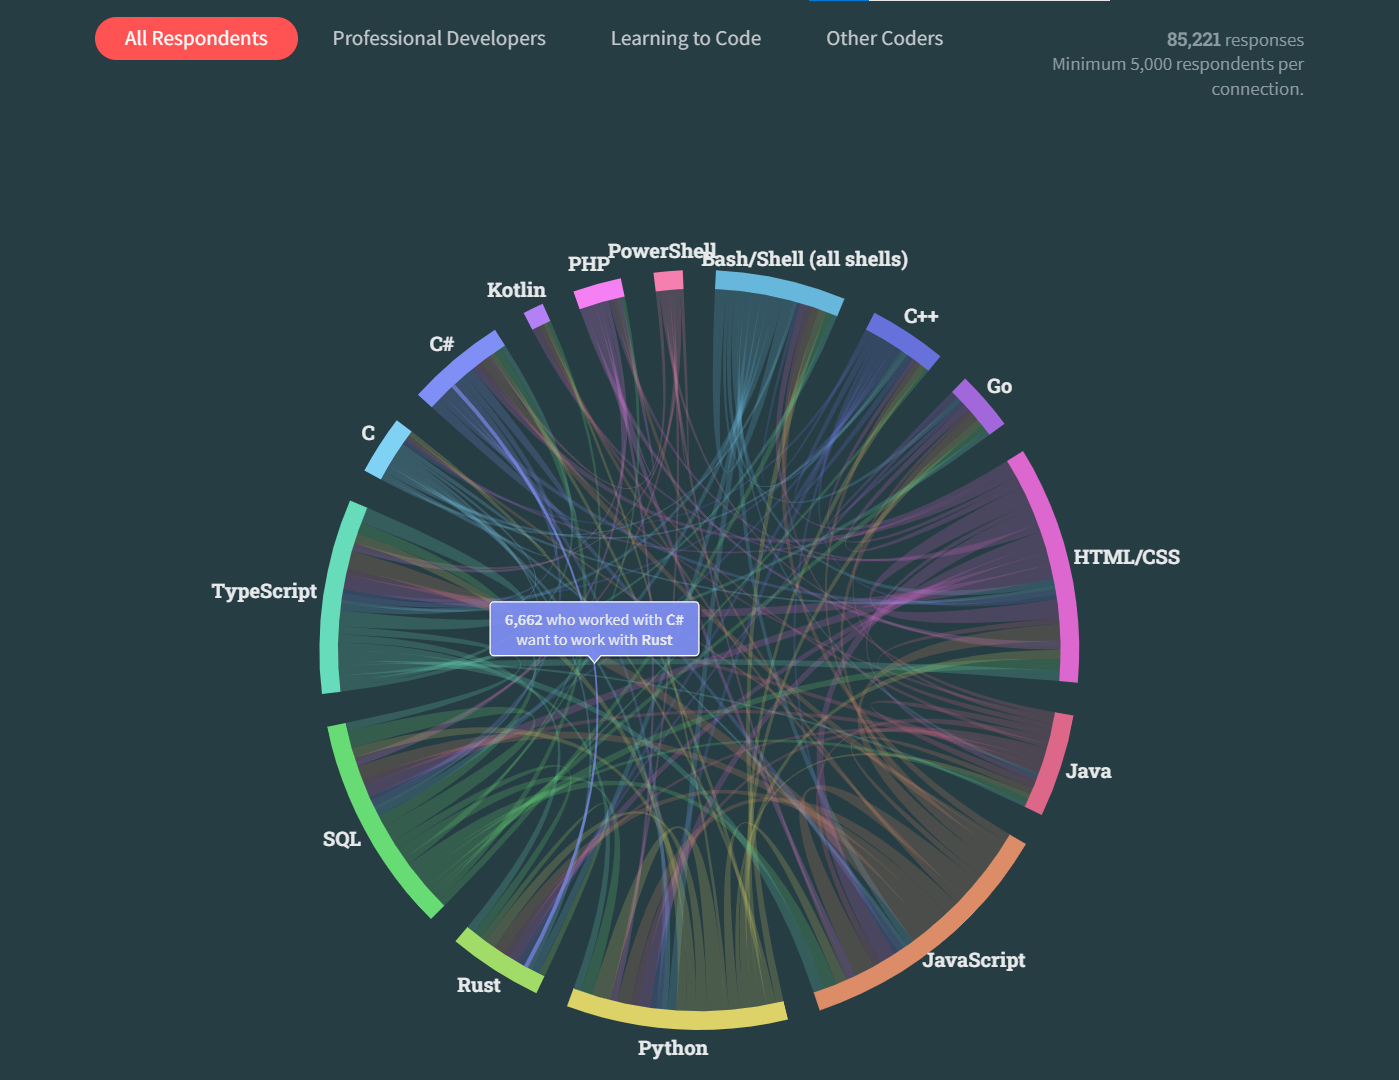 All Respondents
Professional Developers
Learning to Code
Other Coders
85,221 responses
Minimum 5,000 respondents per
connection.
PowerShell
Bash/Shell (all shells)
PHP
Kotlin
C++
C#
Go
C
HTML/CSS
TypeScript
6,662 who worked with C#
want to work with Rust
Java
SQL
JavaScript
Rust
Python